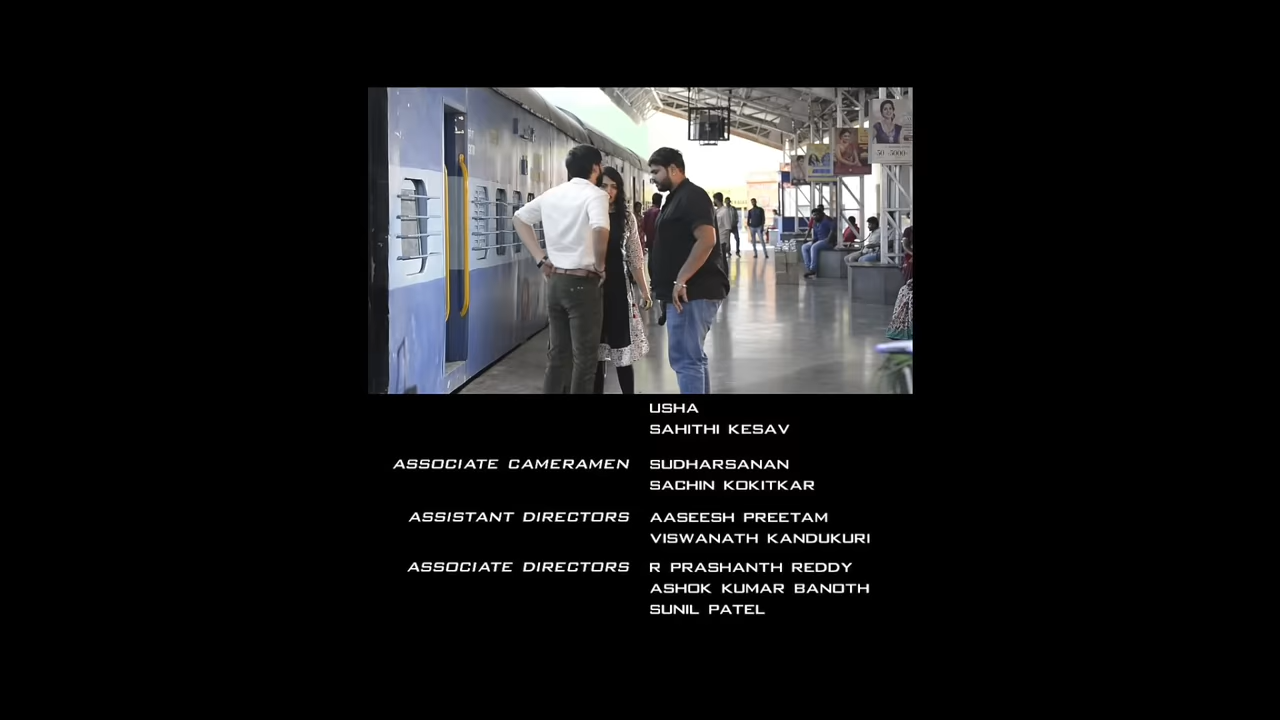 USHA
SAHITHI KESAV
ASSOCIATE CAMERAMEN SUDHARSANAN
SACHIN KOKITKAR
ASSISTANT DIRECTORS AASEESH PREETAM
VISWANATH KANDUKURI
ASSOCIATE DIRECTORS R PRASHANTH REDDY
ASHOK KUMAR BANOTH
SUNIL PATEL